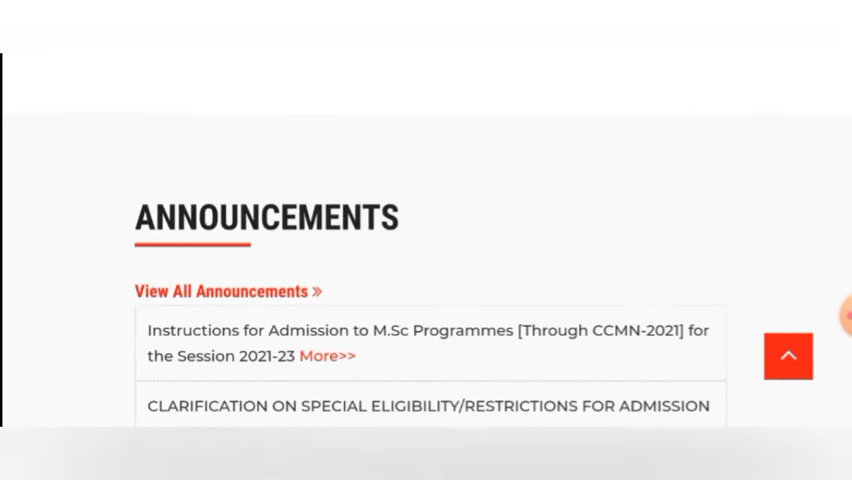 ANNOUNCEMENTS
View All Announcements »
Instructions for Admission to M.Sc Programmes [Through CCMN-2021] for
the Session 2021-23 More>>
CLARIFICATION ON SPECIAL ELIGIBILITY/RESTRICTIONS FOR ADMISSION